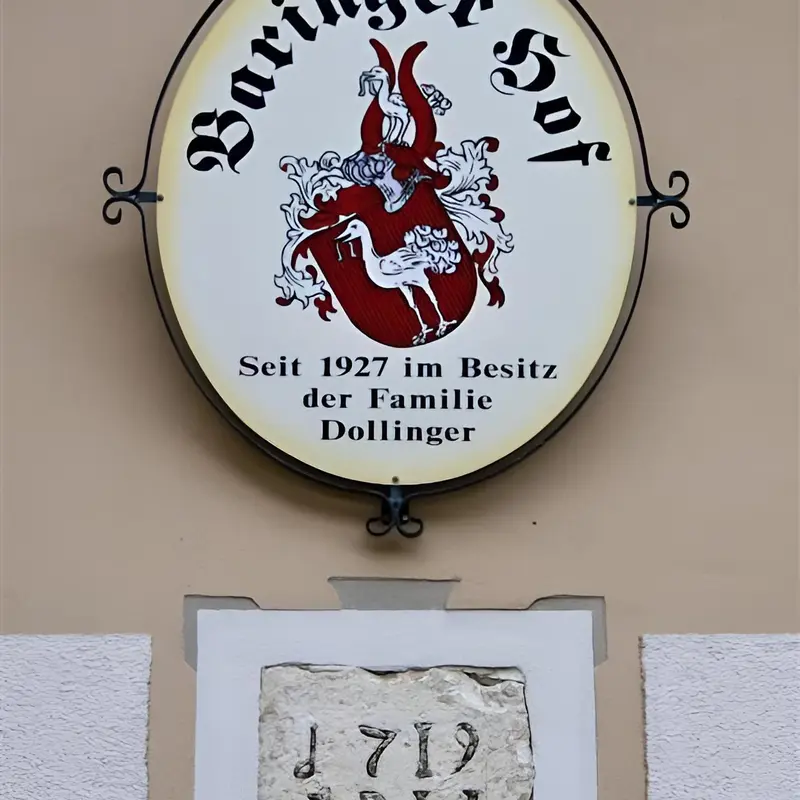 Baringer Hof
Seit 1927 im Besitz
der Familie
Dollinger
1719